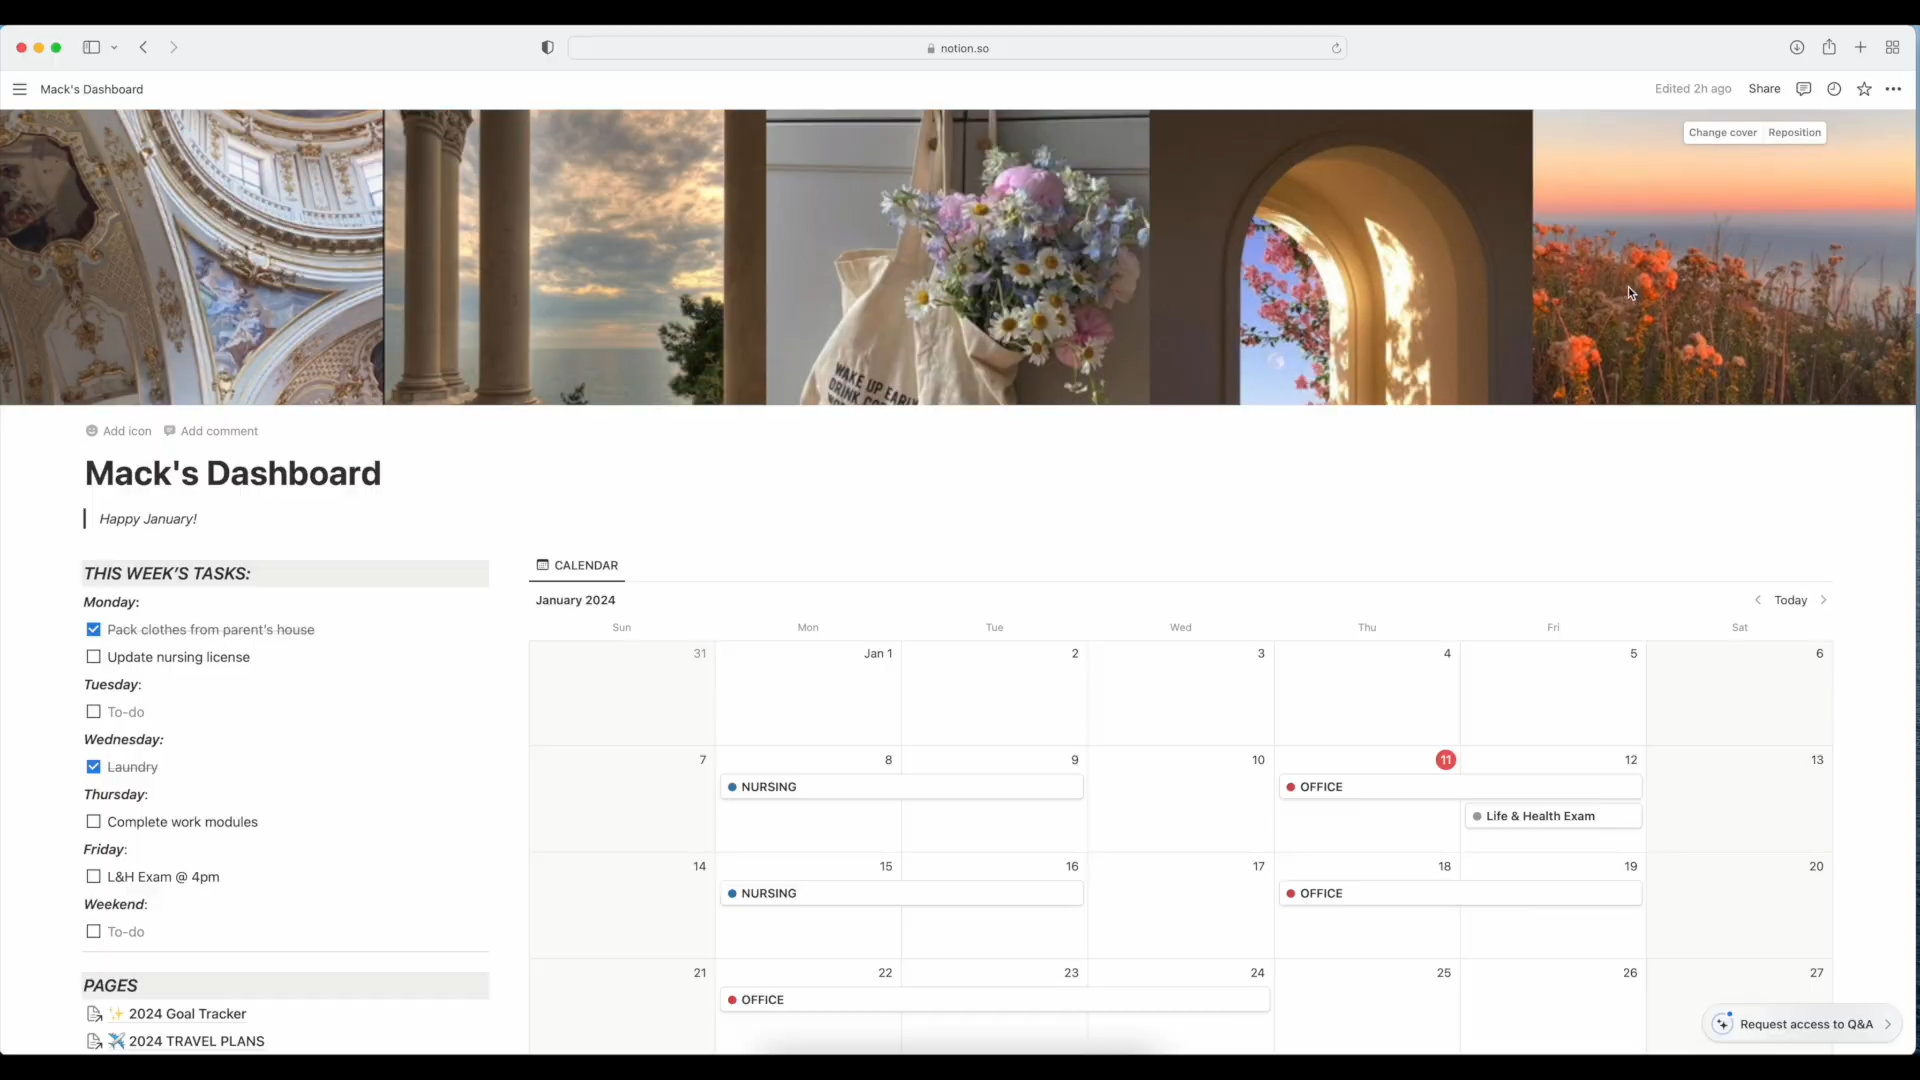 notion.so
Mack's Dashboard
Edited 2h ago
Share
Change cover
Reposition
WAKE UP EARLY
Add icon
Add comment
Mack's Dashboard
Happy January!
THIS WEEK'S TASKS:
Monday:
Pack clothes from parent's house
Update nursing license
Tuesday:
To-do
Wednesday:
Laundry
Thursday:
Complete work modules
Friday:
L&H Exam @ 4pm
Weekend:
To-do
PAGES
2024 Goal Tracker
2024 TRAVEL PLANS
CALENDAR
January 2024
Today
Sun Mon Tue Wed Thu Fri Sat
31 Jan 1 2 3 4 5 6
7 8 9 10 11 12 13
NURSING OFFICE
Life & Health Exam
14 15 16 17 18 19 20
NURSING OFFICE
21 22 23 24 25 26 27
OFFICE
Request access to Q&A